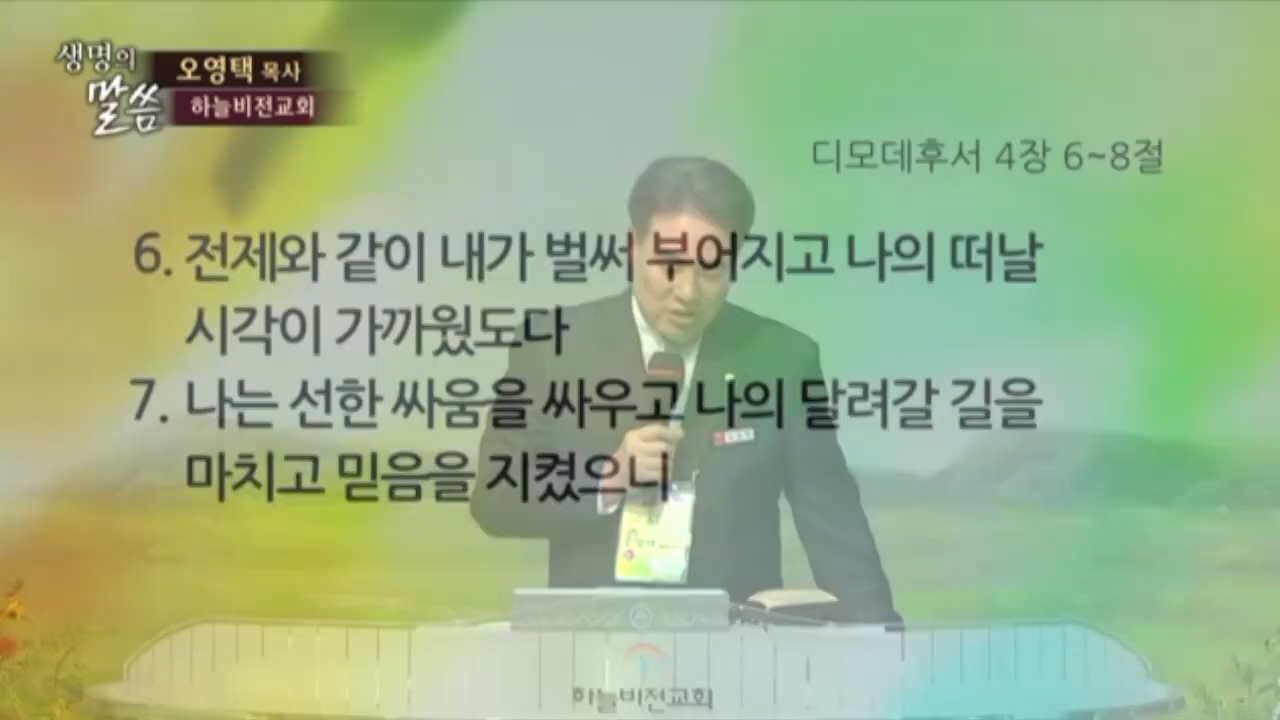 생명의
말씀
오영택 목사
하늘비전교회
디모데후서 4장 6~8절
6. 전제와 같이 내가 벌써 부어지고 나의 떠날
시각이 가까웠도다
7. 나는 선한 싸움을 싸우고 나의 달려갈 길을
마치고 믿음을 지켰으니
하늘비전교회